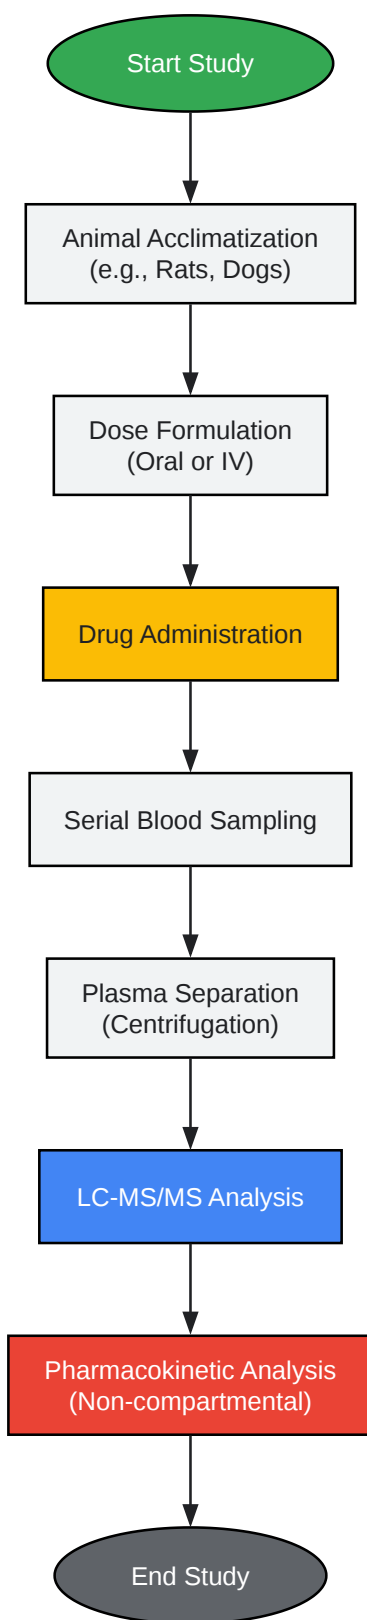 Start Study
Animal Acclimatization
(e.g., Rats, Dogs)
Dose Formulation
(Oral or IV)
Drug Administration
Serial Blood Sampling
Plasma Separation
(Centrifugation)
LC-MS/MS Analysis
Pharmacokinetic Analysis
(Non-compartmental)
End Study